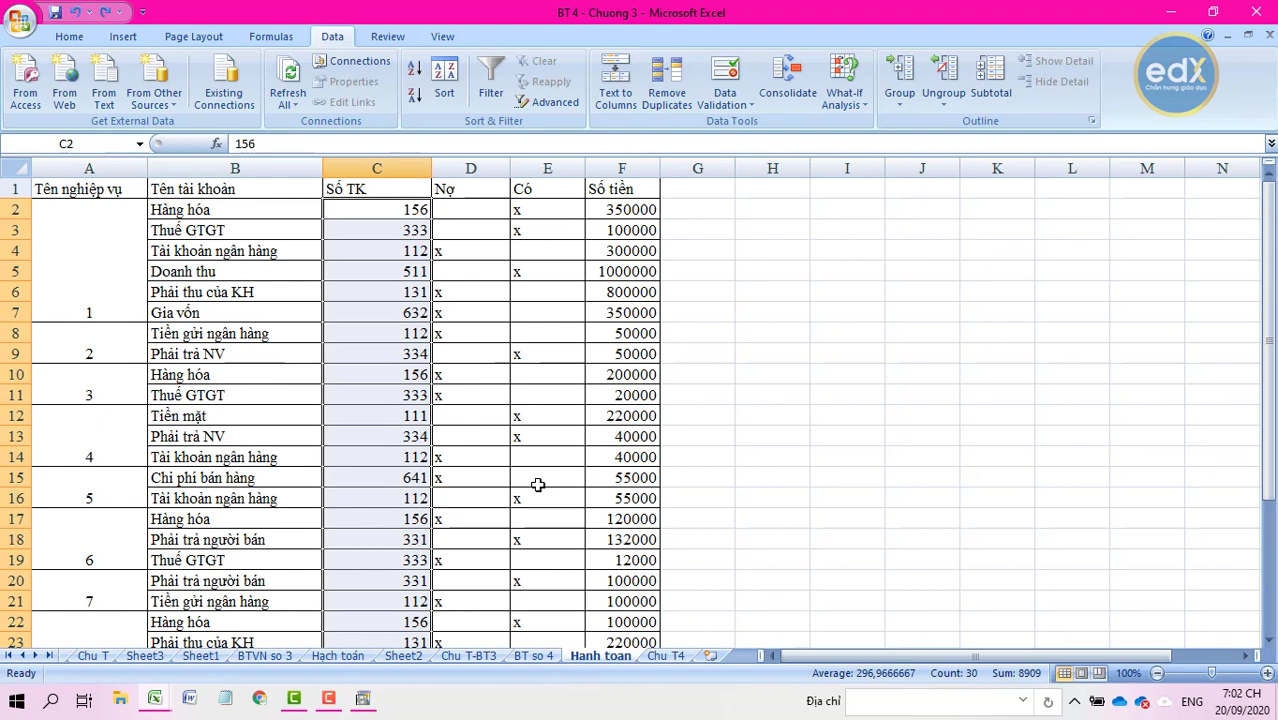 BT 4 - Chuong 3 - Microsoft Excel
Home Insert Page Layout Formulas Data Review View
From Access From Web From Text From Other Sources Existing Connections Refresh All Connections Properties Edit Links Sort Filter Clear Reapply Advanced Text to Columns Remove Duplicates Data Validation Consolidate What-If Analysis Group Ungroup Subtotal Show Detail Hide Detail
Get External Data Connections Sort & Filter Data Tools Outline
edX
Chấn hưng giáo dục
C2 fx 156
A B C D E F G H I J K L M N
1 Tên nghiệp vụ Tên tài khoản Số TK Nợ Có Số tiền
2 Hàng hóa 156 x 350000
3 Thuế GTGT 333 x 100000
4 Tài khoản ngân hàng 112 x 300000
5 Doanh thu 511 x 1000000
6 Phải thu của KH 131 x 800000
7 1 Gía vốn 632 x 350000
8 Tiền gửi ngân hàng 112 x 50000
9 2 Phải trả NV 334 x 50000
10 Hàng hóa 156 x 200000
11 3 Thuế GTGT 333 x 20000
12 Tiền mặt 111 x 220000
13 Phải trả NV 334 x 40000
14 4 Tài khoản ngân hàng 112 x 40000
15 Chi phí bán hàng 641 x 55000
16 5 Tài khoản ngân hàng 112 x 55000
17 Hàng hóa 156 x 120000
18 Phải trả người bán 331 x 132000
19 6 Thuế GTGT 333 x 12000
20 Phải trả người bán 331 x 100000
21 7 Tiền gửi ngân hàng 112 x 100000
22 Hàng hóa 156 x 100000
23 Phải thu của KH 131 x 220000
Chu T Sheet3 Sheet1 BTVN so 3 Hạch toán Sheet2 Chu T-BT3 BT so 4 Hanh toan Chu T4
Ready Average: 296,9666667 Count: 30 Sum: 8909 100%
Địa chỉ ENG 7:02 CH
20/09/2020